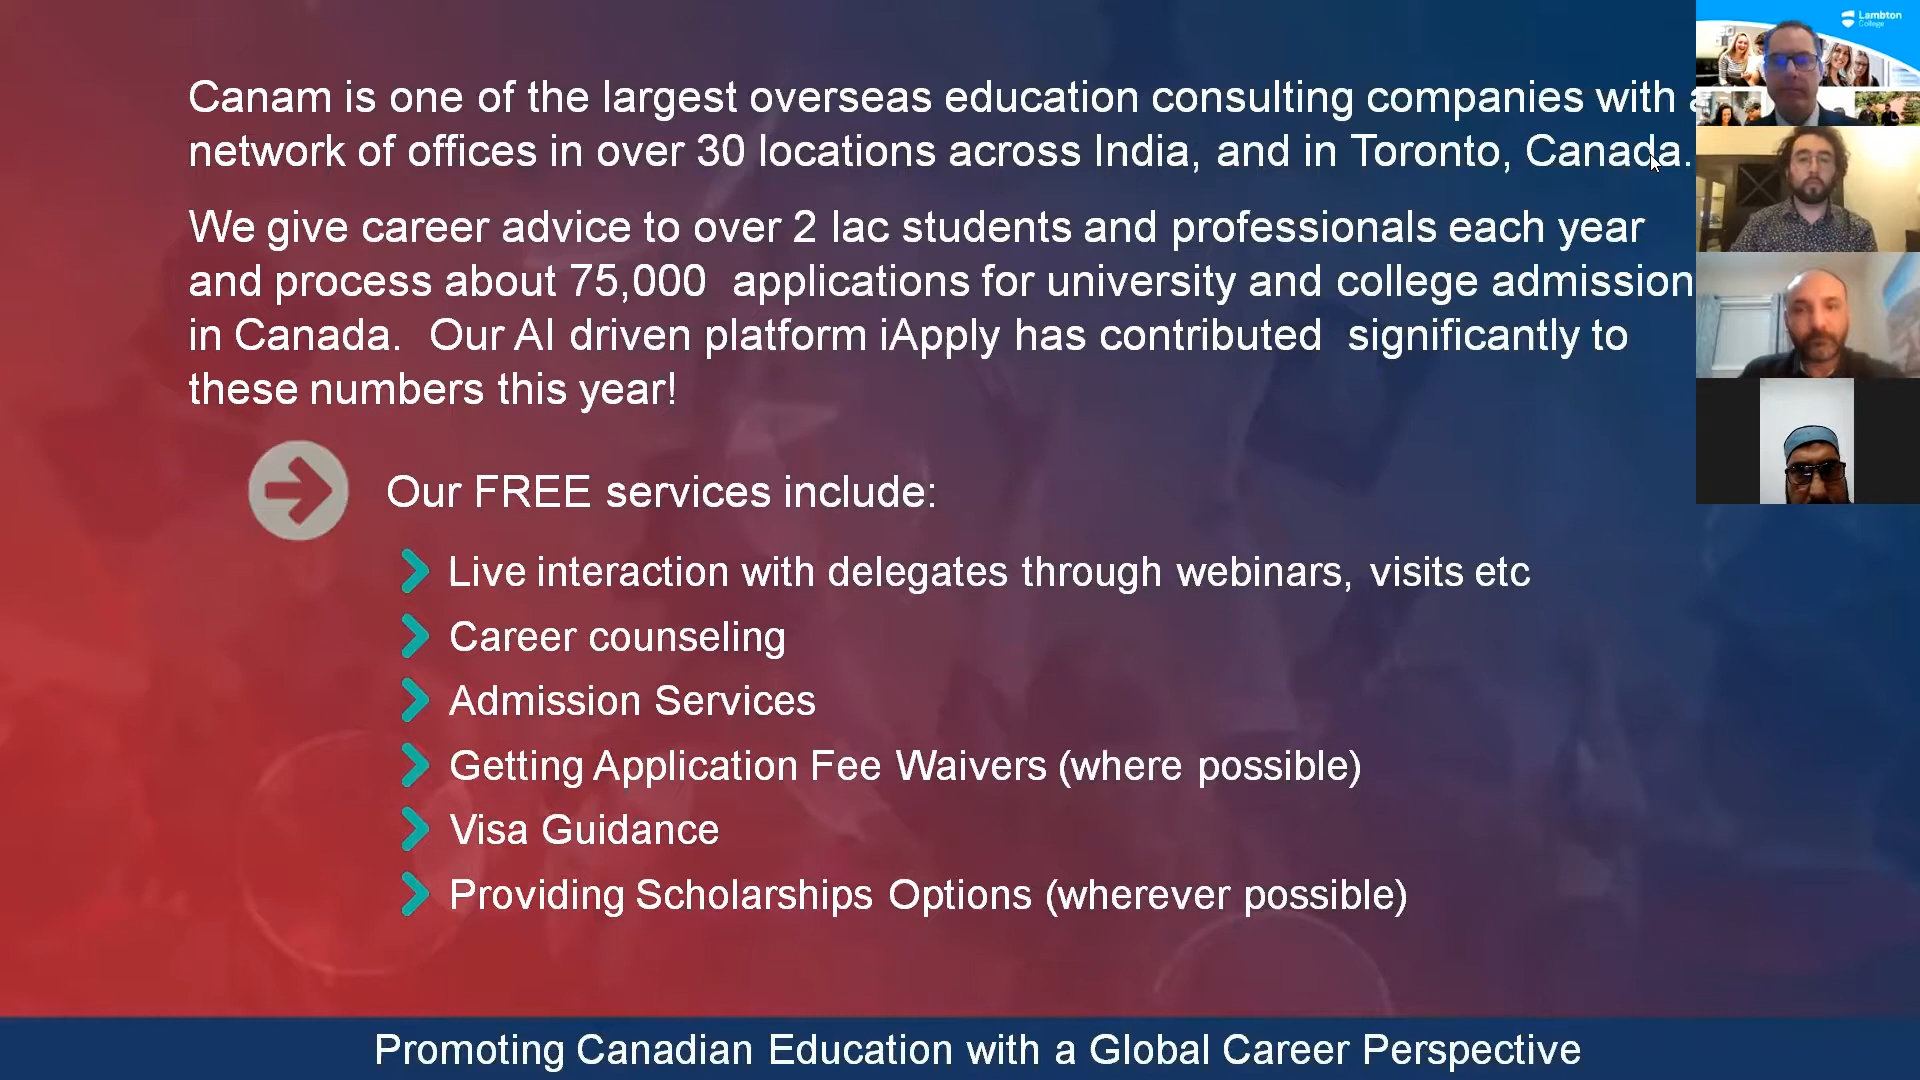 Canam is one of the largest overseas education consulting companies with a
network of offices in over 30 locations across India, and in Toronto, Canada.
We give career advice to over 2 lac students and professionals each year
and process about 75,000 applications for university and college admission
in Canada. Our AI driven platform iApply has contributed significantly to
these numbers this year!
Our FREE services include:
Live interaction with delegates through webinars, visits etc
Career counseling
Admission Services
Getting Application Fee Waivers (where possible)
Visa Guidance
Providing Scholarships Options (wherever possible)
Promoting Canadian Education with a Global Career Perspective
Lambton
College